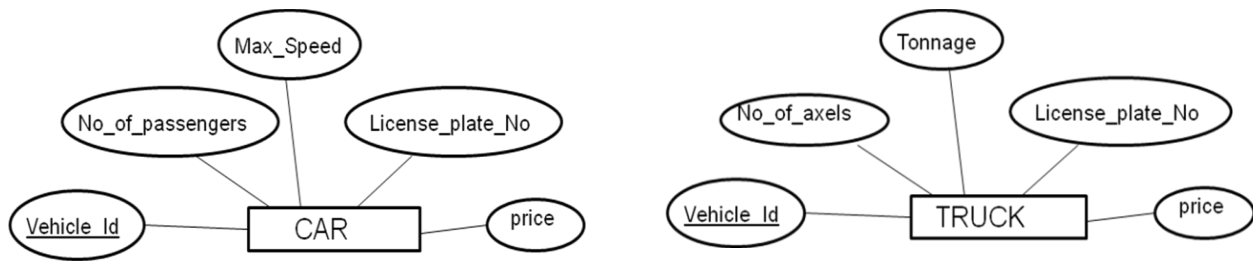 Max_Speed
No_of_passengers
License_plate_No
Vehicle_Id
CAR
price
Tonnage
No_of_axels
License_plate_No
Vehicle_Id
TRUCK
price